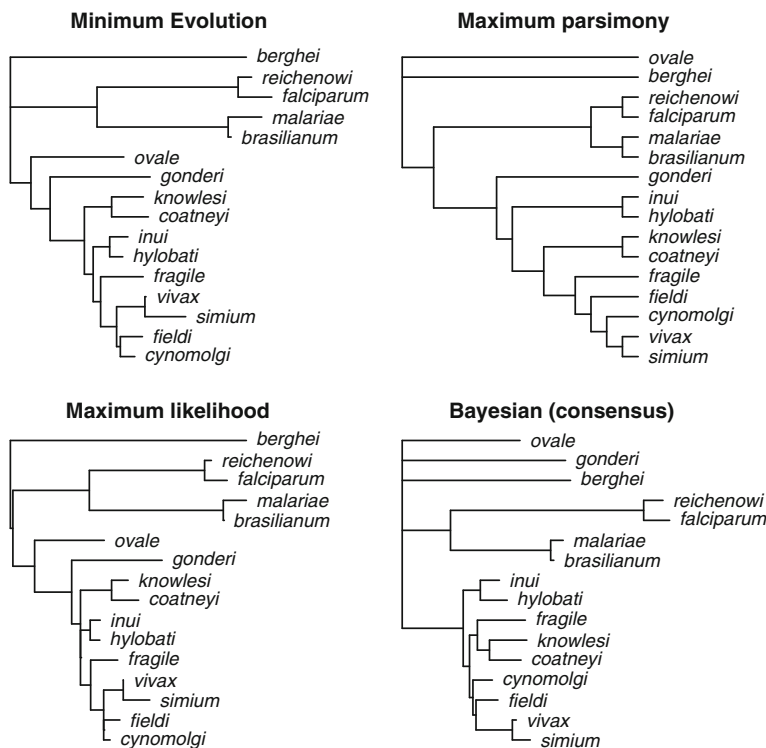 Minimum Evolution
berghei
reichenowi
falciparum
malariae
brasilianum
ovale
gonderi
knowlesi
coatneyi
inui
hylobati
fragile
vivax
simium
fieldi
cynomolgi
Maximum parsimony
ovale
berghei
reichenowi
falciparum
malariae
brasilianum
gonderi
inui
hylobati
knowlesi
coatneyi
fragile
fieldi
cynomolgi
vivax
simium
Maximum likelihood
berghei
reichenowi
falciparum
malariae
brasilianum
ovale
gonderi
knowlesi
coatneyi
inui
hylobati
fragile
vivax
simium
fieldi
cynomolgi
Bayesian (consensus)
ovale
gonderi
berghei
reichenowi
falciparum
malariae
brasilianum
inui
hylobati
fragile
knowlesi
coatneyi
cynomolgi
fieldi
vivax
simium